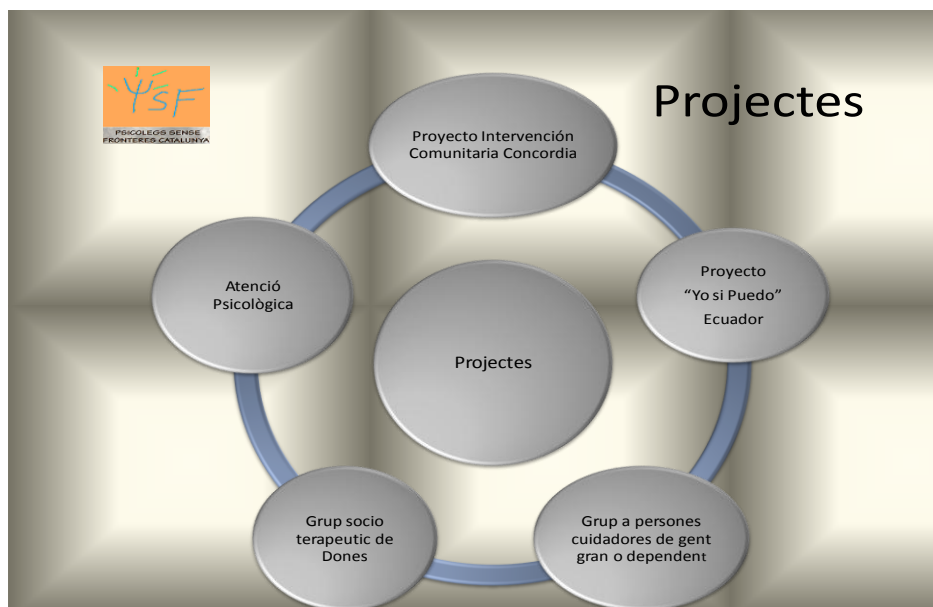 ΨSF
PSICOLEGS SENSE
FRONTERES CATALUNYA
Projectes
Proyecto Intervención
Comunitaria Concordia
Proyecto
“Yo si Puedo”
Ecuador
Grup a persones
cuidadores de gent
gran o dependent
Grup socio
terapeutic de
Dones
Atenció
Psicològica
Projectes